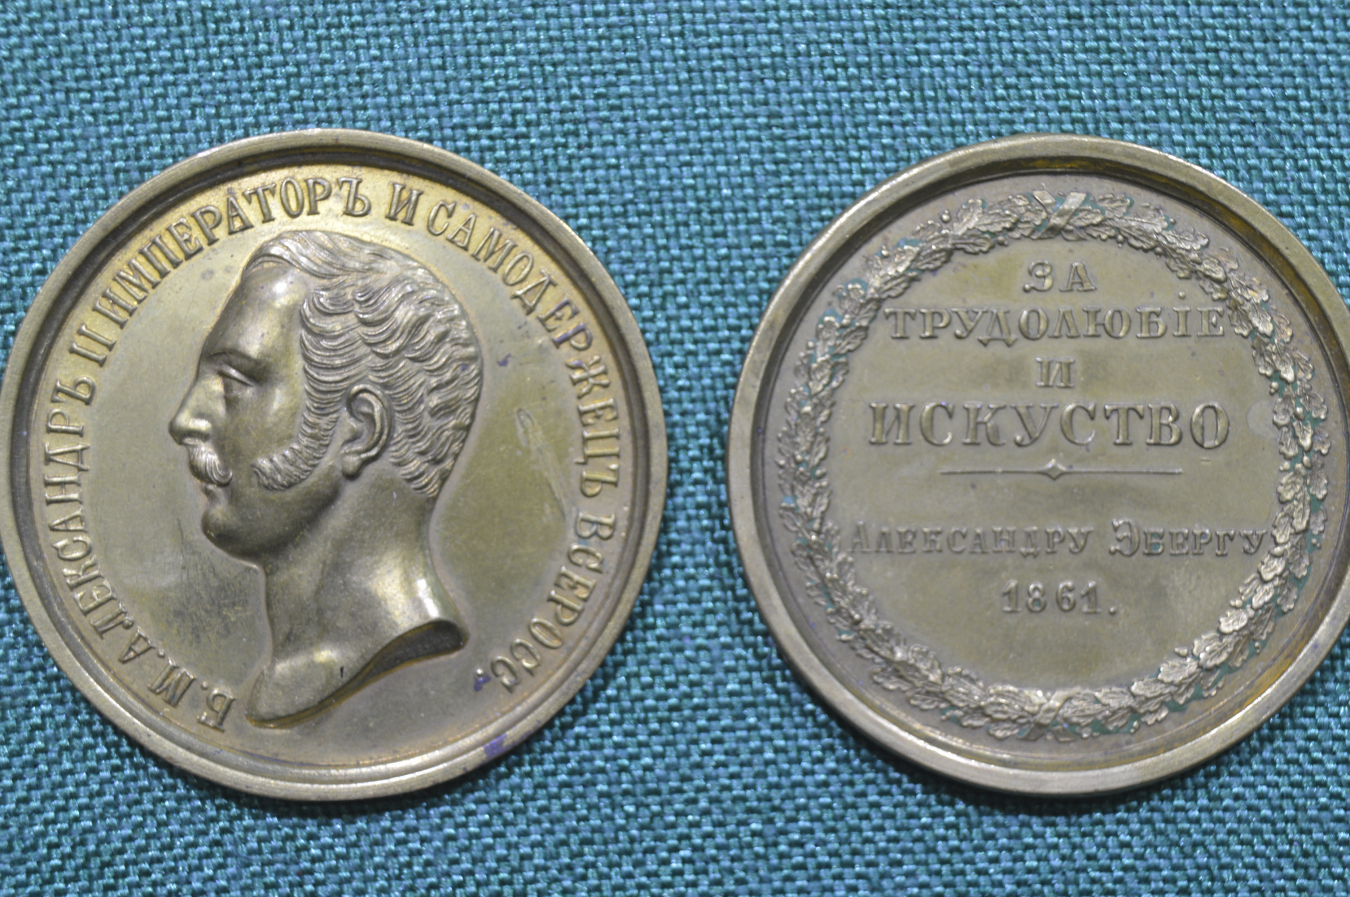 Б. М. АЛЕКСАНДРЪ II ИМПЕРАТОРЪ И САМОДЕРЖЕЦЪ ВСЕРОСС.
ЗА
ТРУДОЛЮБІЕ
И
ИСКУСТВО
АЛЕКСАНДРУ ЭБЕРГУ
1861.